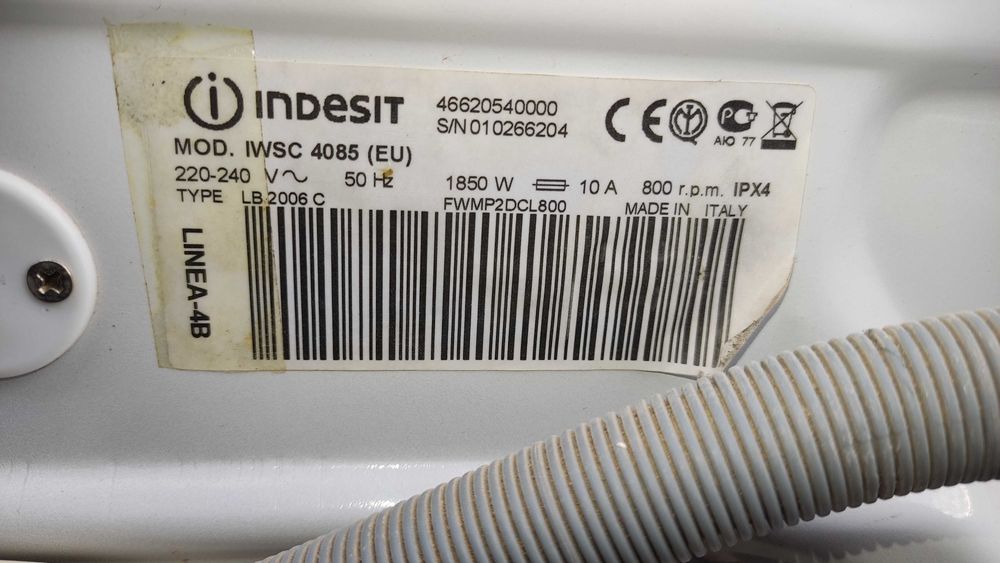 indesit 46620540000
S/N 010266204
АЮ 77
MOD. IWSC 4085 (EU)
220-240 V~ 50 Hz 1850 W 10 A 800 r.p.m. IPX4
TYPE LB 2006 C FWMP2DCL800 MADE IN ITALY
LINEA-4B